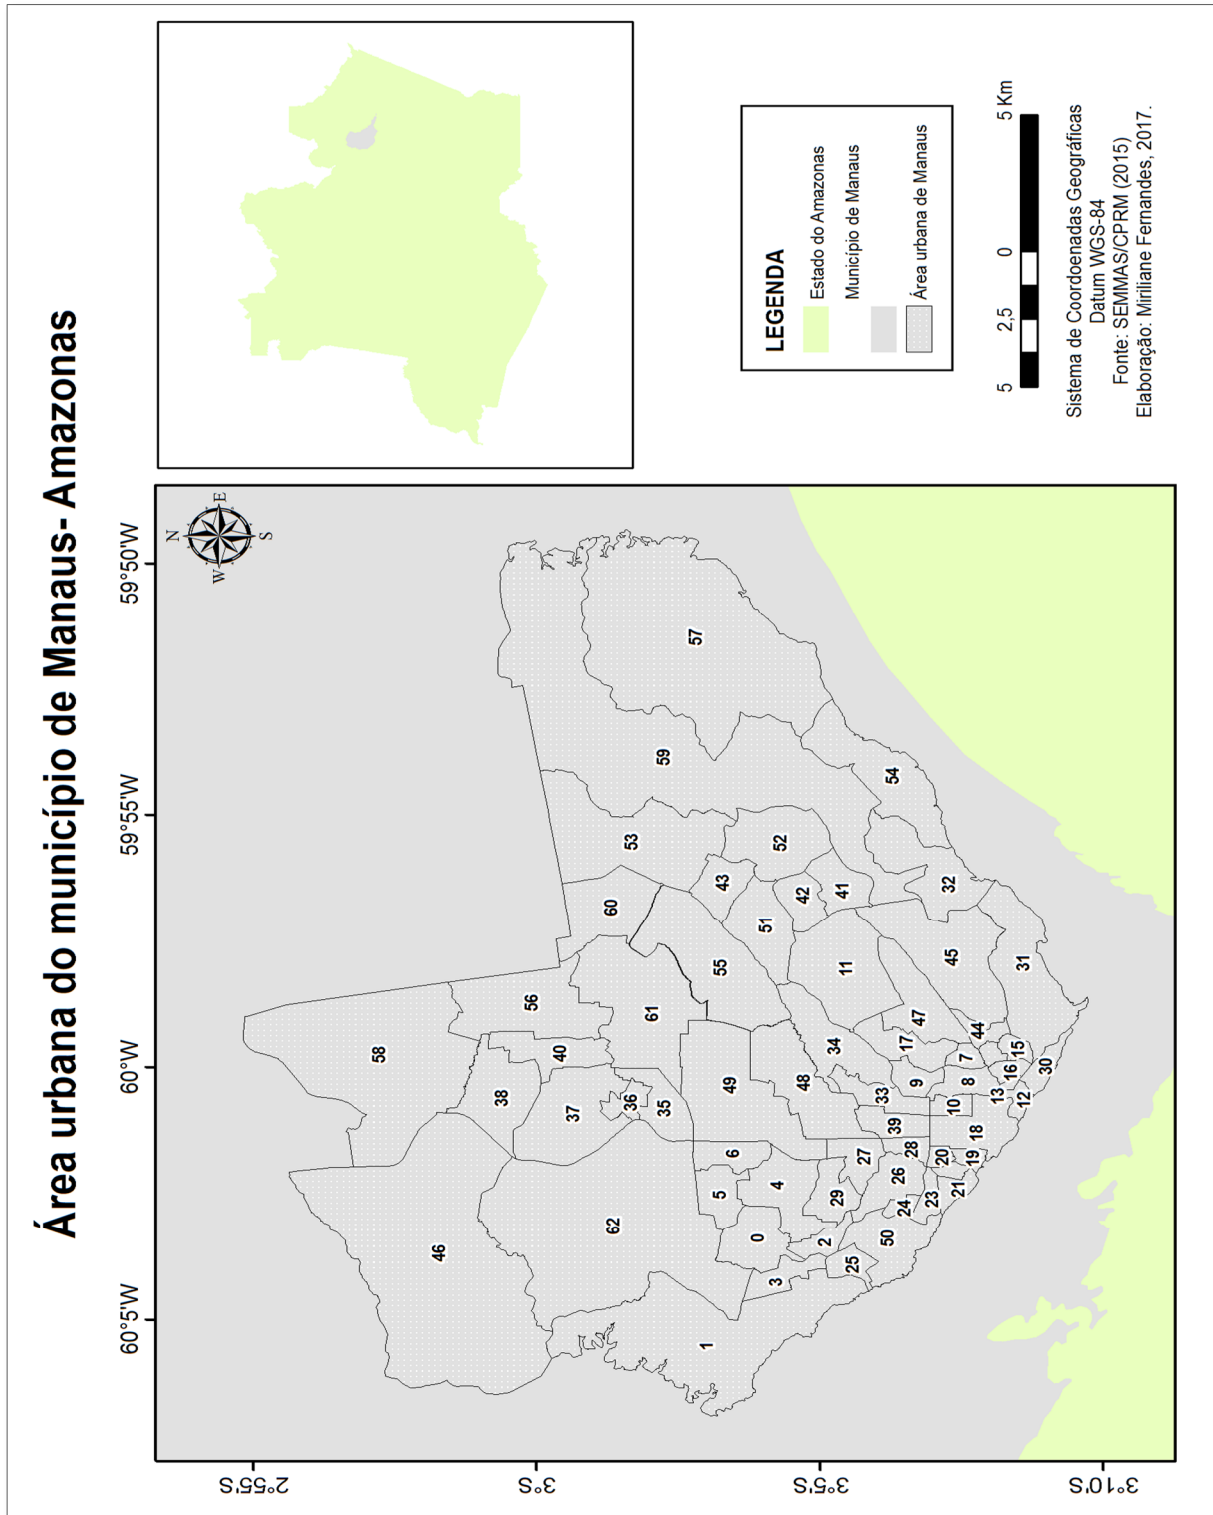 Área urbana do município de Manaus- Amazonas
60°5'W
60°0'W
59°55'W
59°50'W
2°55'S
3°S
3°5'S
3°10'S
N
E
S
W
58
46
56
38
40
37
36
35
61
62
60
53
59
57
1
3
0
5
6
4
49
48
55
43
52
51
42
41
11
34
54
32
45
31
47
17
44
7
15
16
30
9
8
33
10
13
12
39
18
28
20
19
27
26
29
24
23
21
2
25
50
LEGENDA
Estado do Amazonas
Município de Manaus
Área urbana de Manaus
5 2,5 0 5 Km
Sistema de Coordoenadas Geográficas
Datum WGS-84
Fonte: SEMMAS/CPRM (2015)
Elaboração: Miriliane Fernandes, 2017.